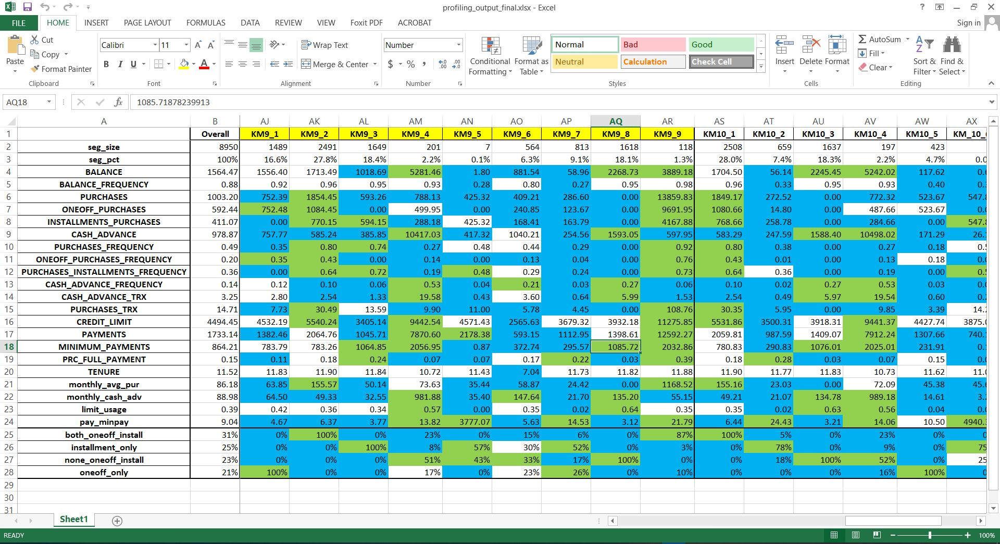 profiling_output_final.xlsx - Excel
FILE HOME INSERT PAGE LAYOUT FORMULAS DATA REVIEW VIEW Foxit PDF ACROBAT Sign in
Paste Cut Copy Format Painter Clipboard
Calibri 11 B I U A A A Font
Wrap Text Merge & Center Alignment
Number $ % , Number
Conditional Formatting Format as Table
Normal Bad Good
Neutral Calculation Check Cell
Styles
Insert Delete Format Cells
AutoSum Fill Clear Sort & Filter Find & Select Editing
AQ18 fx 1085.71878239913
A B AJ AK AL AM AN AO AP AQ AR AS AT AU AV AW AX
1 Overall KM9_1 KM9_2 KM9_3 KM9_4 KM9_5 KM9_6 KM9_7 KM9_8 KM9_9 KM10_1 KM10_2 KM10_3 KM10_4 KM10_5 KM_10_
2 seg_size 8950 1489 2491 1649 201 7 564 813 1618 118 2508 659 1637 197 423
3 seg_pct 100% 16.6% 27.8% 18.4% 2.2% 0.1% 6.3% 9.1% 18.1% 1.3% 28.0% 7.4% 18.3% 2.2% 4.7% 0.0
4 BALANCE 1564.47 1556.40 1713.49 1018.69 5281.46 1.80 881.54 58.96 2268.73 3889.18 1704.50 56.14 2245.45 5242.02 117.62 0.
5 BALANCE_FREQUENCY 0.88 0.92 0.96 0.95 0.93 0.28 0.80 0.27 0.95 0.98 0.96 0.33 0.95 0.93 0.40 0.
6 PURCHASES 1003.20 752.39 1854.45 593.26 788.13 425.32 409.21 286.60 0.00 13859.83 1849.17 272.52 0.00 772.32 523.67 547.
7 ONEOFF_PURCHASES 592.44 752.48 1084.45 0.00 499.95 0.00 240.85 123.67 0.00 9691.95 1080.66 14.80 0.00 487.66 523.67 0.
8 INSTALLMENTS_PURCHASES 411.07 0.00 770.15 594.15 288.18 425.32 168.41 163.79 0.00 4167.88 768.66 258.78 0.00 284.66 0.00 547.
9 CASH_ADVANCE 978.87 757.77 585.24 385.85 10417.03 417.32 1040.21 254.56 1593.05 597.95 583.29 247.59 1588.40 10498.02 171.29 26.
10 PURCHASES_FREQUENCY 0.49 0.35 0.80 0.74 0.27 0.48 0.44 0.29 0.00 0.92 0.80 0.38 0.00 0.27 0.18 0.
11 ONEOFF_PURCHASES_FREQUENCY 0.20 0.35 0.43 0.00 0.14 0.00 0.13 0.04 0.00 0.76 0.43 0.01 0.00 0.13 0.18 0.
12 PURCHASES_INSTALLMENTS_FREQUENCY 0.36 0.00 0.64 0.72 0.19 0.48 0.29 0.24 0.00 0.73 0.64 0.36 0.00 0.19 0.00 0.
13 CASH_ADVANCE_FREQUENCY 0.14 0.12 0.10 0.06 0.53 0.04 0.21 0.03 0.27 0.06 0.10 0.02 0.27 0.53 0.03 0.
14 CASH_ADVANCE_TRX 3.25 2.80 2.54 1.33 19.58 0.43 3.60 0.64 5.99 1.53 2.54 0.49 5.97 19.54 0.60 0.
15 PURCHASES_TRX 14.71 7.73 30.49 13.59 9.90 11.00 5.78 4.45 0.00 108.76 30.35 5.95 0.00 9.85 3.39 14.
16 CREDIT_LIMIT 4494.45 4532.19 5540.24 3405.14 9442.54 4571.43 2565.63 3679.32 3932.18 11275.85 5531.86 3500.31 3918.31 9441.37 4427.74 3875.
17 PAYMENTS 1733.14 1382.46 2064.76 1045.71 7870.60 2178.38 593.15 1112.95 1398.61 12592.27 2059.81 987.59 1409.07 7912.24 1307.66 740.
18 MINIMUM_PAYMENTS 864.21 783.79 783.26 1064.85 2056.95 0.87 372.74 295.57 1085.72 2032.86 780.83 290.83 1076.01 2025.01 231.91 0.
19 PRC_FULL_PAYMENT 0.15 0.11 0.18 0.24 0.07 0.07 0.17 0.22 0.03 0.39 0.18 0.28 0.03 0.07 0.15 0.
20 TENURE 11.52 11.83 11.90 11.84 10.72 11.43 7.04 11.73 11.82 11.88 11.90 11.77 11.83 10.73 11.62 11.
21 monthly_avg_pur 86.18 63.85 155.57 50.14 73.63 35.44 58.87 24.42 0.00 1168.52 155.16 23.03 0.00 72.09 45.38 45.
22 monthly_cash_adv 88.98 64.50 49.33 32.55 981.88 35.40 147.64 21.70 135.20 55.15 49.21 21.07 134.78 989.18 14.61 3.
23 limit_usage 0.39 0.42 0.36 0.34 0.57 0.00 0.35 0.02 0.64 0.35 0.35 0.02 0.63 0.56 0.04 0.
24 pay_minpay 9.04 4.67 6.37 3.77 13.82 3777.07 5.63 14.53 3.12 21.79 6.44 24.43 3.21 14.06 10.50 4940.
25 both_oneoff_install 31% 0% 100% 0% 23% 0% 15% 6% 0% 87% 100% 5% 0% 23% 0%
26 installment_only 25% 0% 0% 100% 8% 57% 30% 52% 0% 3% 0% 78% 0% 9% 0% 75
27 none_oneoff_install 23% 0% 0% 0% 51% 43% 33% 17% 100% 0% 0% 18% 100% 52% 0% 25
28 oneoff_only 21% 100% 0% 0% 17% 0% 23% 26% 0% 10% 0% 0% 0% 16% 100%
29
30
31
Sheet1
READY 100%